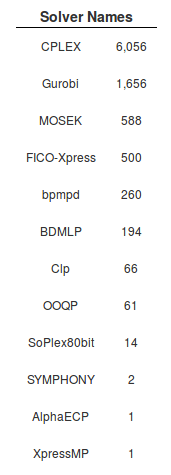 Solver Names
CPLEX 6,056
Gurobi 1,656
MOSEK 588
FICO-Xpress 500
bpmpd 260
BDMLP 194
Clp 66
OOQP 61
SoPlex80bit 14
SYMPHONY 2
AlphaECP 1
XpressMP 1